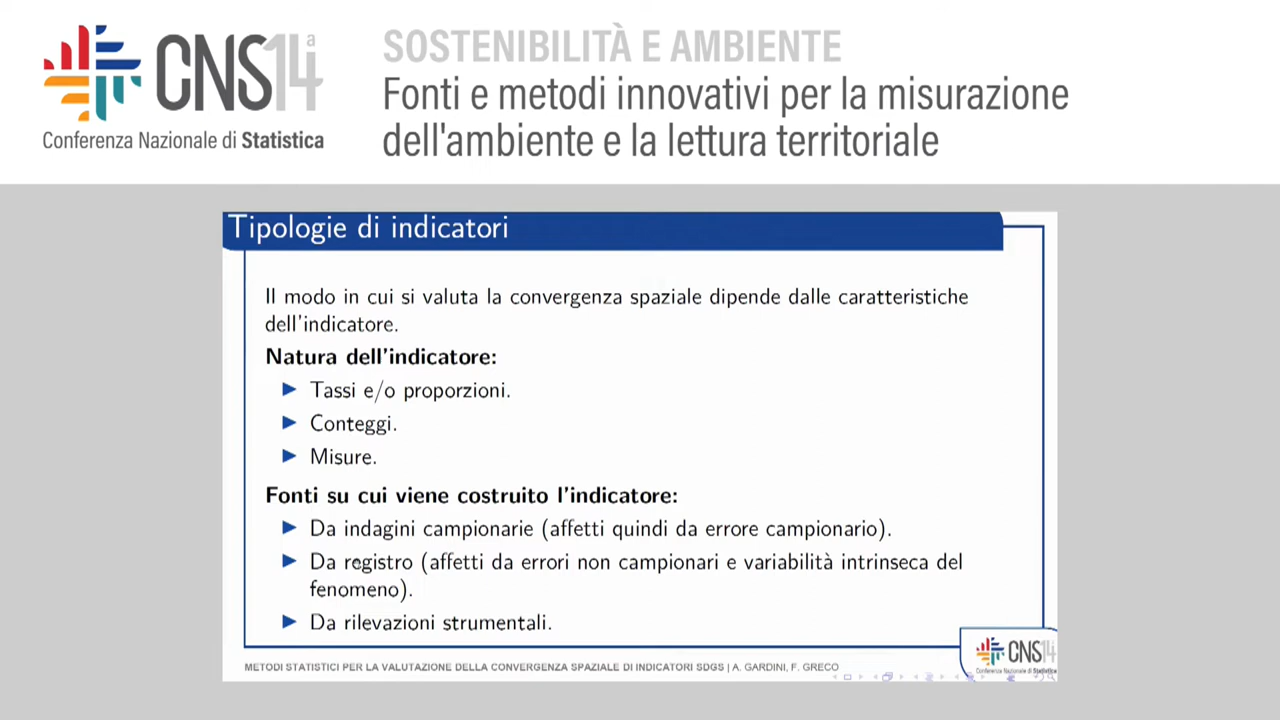 CNS14ª
Conferenza Nazionale di Statistica
SOSTENIBILITÀ E AMBIENTE
Fonti e metodi innovativi per la misurazione
dell'ambiente e la lettura territoriale
Tipologie di indicatori
Il modo in cui si valuta la convergenza spaziale dipende dalle caratteristiche
dell'indicatore.
Natura dell'indicatore:
Tassi e/o proporzioni.
Conteggi.
Misure.
Fonti su cui viene costruito l'indicatore:
Da indagini campionarie (affetti quindi da errore campionario).
Da registro (affetti da errori non campionari e variabilità intrinseca del
fenomeno).
Da rilevazioni strumentali.
METODI STATISTICI PER LA VALUTAZIONE DELLA CONVERGENZA SPAZIALE DI INDICATORI SDGS | A. GARDINI, F. GRECO
CNS14
Conferenza Nazionale di Statistica